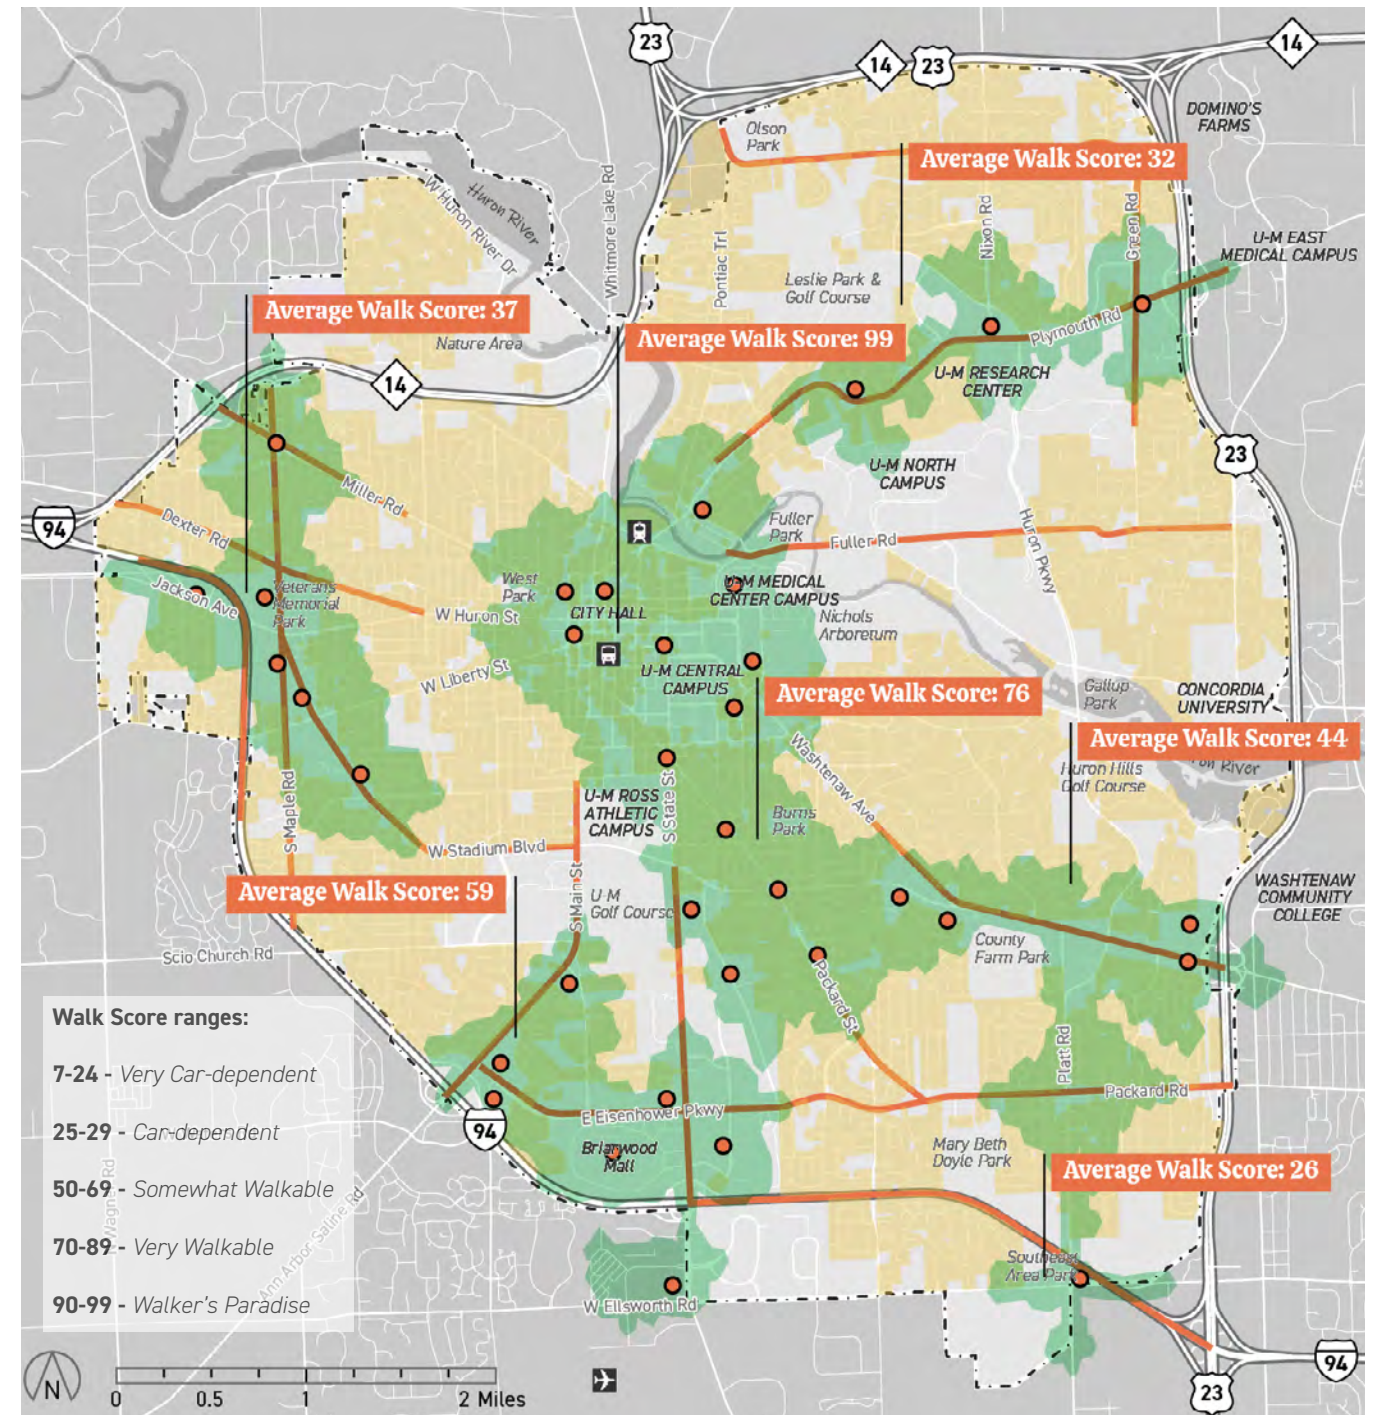 23
14
23
14
DOMINO'S
FARMS
Olson
Park
Average Walk Score: 32
W Huron River Dr
Huron River
Whitmore Lake Rd
Pontiac Trl
Nixon Rd
Green Rd
U-M EAST
MEDICAL CAMPUS
Leslie Park &
Golf Course
Average Walk Score: 37
Nature Area
Average Walk Score: 99
Plymouth Rd
14
U-M RESEARCH
CENTER
23
U-M NORTH
CAMPUS
Miller Rd
94
Dexter Rd
Fuller
Park
Fuller Rd
Huron Pkwy
Jackson Ave
Veterans
Memorial
Park
West
Park
W Huron St
CITY HALL
U-M MEDICAL
CENTER CAMPUS
Nichols
Arboretum
W Liberty St
U-M CENTRAL
CAMPUS
Average Walk Score: 76
Gallup
Park
CONCORDIA
UNIVERSITY
Average Walk Score: 44
Huron Hills
Golf Course
River
Washtenaw Ave
S Maple Rd
U-M ROSS
ATHLETIC
CAMPUS
S State St
Burns
Park
W Stadium Blvd
Average Walk Score: 59
S Main St
U-M
Golf Course
WASHTENAW
COMMUNITY
COLLEGE
Scio Church Rd
County
Farm Park
Packard St
Platt Rd
Walk Score ranges:
7-24 - Very Car-dependent
25-29 - Car-dependent
50-69 - Somewhat Walkable
70-89 - Very Walkable
90-99 - Walker's Paradise
Wagner Rd
Ann Arbor Saline Rd
94
E Eisenhower Pkwy
Packard Rd
Briarwood
Mall
Mary Beth
Doyle Park
Average Walk Score: 26
Southeast
Area Park
W Ellsworth Rd
94
23
N
0
0.5
1
2 Miles